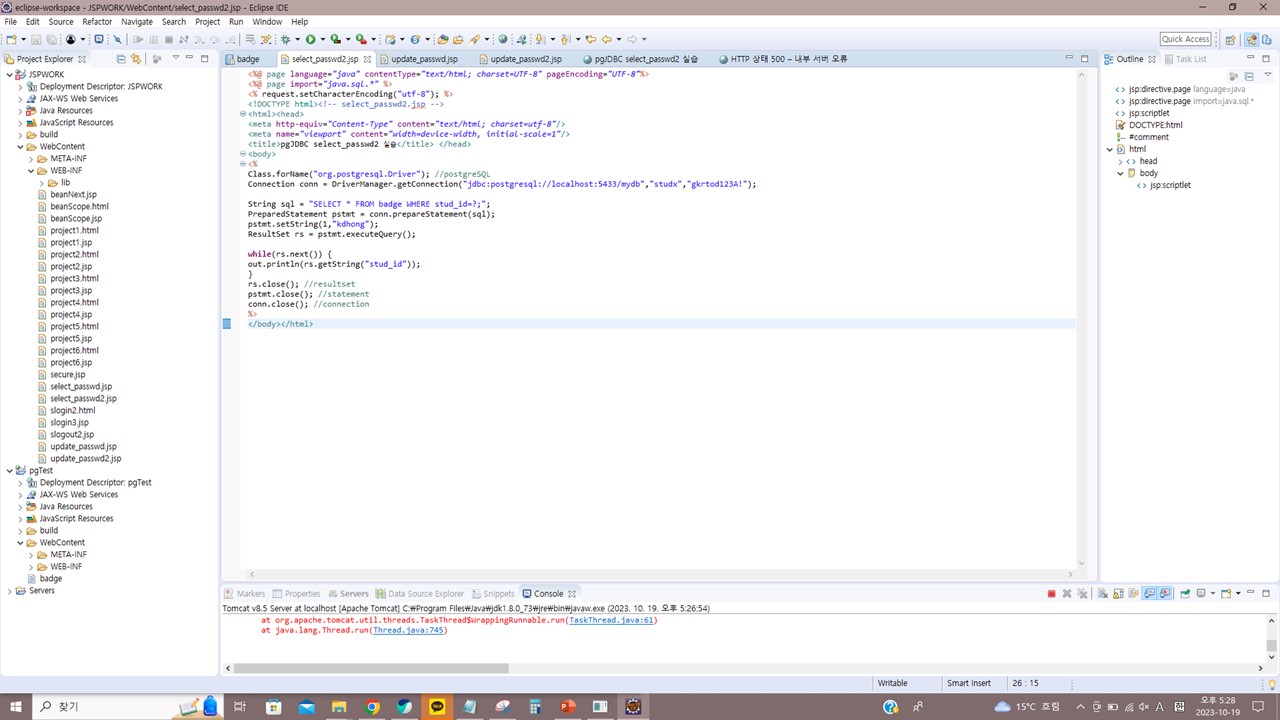 eclipse-workspace - JSPWORK/WebContent/select_passwd2.jsp - Eclipse IDE
File Edit Source Refactor Navigate Search Project Run Window Help
Quick Access
Project Explorer
JSPWORK
Deployment Descriptor: JSPWORK
JAX-WS Web Services
Java Resources
JavaScript Resources
build
WebContent
META-INF
WEB-INF
lib
beanNext.jsp
beanScope.html
beanScope.jsp
project1.html
project1.jsp
project2.html
project2.jsp
project3.html
project3.jsp
project4.html
project4.jsp
project5.html
project5.jsp
project6.html
project6.jsp
secure.jsp
select_passwd.jsp
select_passwd2.jsp
slogin2.html
slogin3.jsp
slogout2.jsp
update_passwd.jsp
update_passwd2.jsp
pgTest
Deployment Descriptor: pgTest
JAX-WS Web Services
Java Resources
JavaScript Resources
build
WebContent
META-INF
WEB-INF
badge
Servers
badge select_passwd2.jsp update_passwd.jsp update_passwd2.jsp pgJDBC select_passwd2 실습 HTTP 상태 500 – 내부 서버 오류
<%@ page language="java" contentType="text/html; charset=UTF-8" pageEncoding="UTF-8"%>
<%@ page import="java.sql.*" %>
<% request.setCharacterEncoding("utf-8"); %>
<!DOCTYPE html><!-- select_passwd2.jsp -->
<html><head>
<meta http-equiv="Content-Type" content="text/html; charset=utf-8"/>
<meta name="viewport" content="width=device-width, initial-scale=1"/>
<title>pgJDBC select_passwd2 실습</title> </head>
<body>
<%
Class.forName("org.postgresql.Driver"); //postgreSQL
Connection conn = DriverManager.getConnection("jdbc:postgresql://localhost:5433/mydb","studx","gkrtod123A!");
String sql = "SELECT * FROM badge WHERE stud_id=?;";
PreparedStatement pstmt = conn.prepareStatement(sql);
pstmt.setString(1,"kdhong");
ResultSet rs = pstmt.executeQuery();
while(rs.next()) {
out.println(rs.getString("stud_id"));
}
rs.close(); //resultset
pstmt.close(); //statement
conn.close(); //connection
%>
</body></html>
Outline Task List
jsp:directive.page language=java
jsp:directive.page import=java.sql.*
jsp:scriptlet
DOCTYPE:html
#comment
html
head
body
jsp:scriptlet
Markers Properties Servers Data Source Explorer Snippets Console
Tomcat v8.5 Server at localhost [Apache Tomcat] C:₩Program Files₩Java₩jdk1.8.0_73₩jre₩bin₩javaw.exe (2023. 10. 19. 오후 5:26:54)
at org.apache.tomcat.util.threads.TaskThread$WrappingRunnable.run(TaskThread.java:61)
at java.lang.Thread.run(Thread.java:745)
Writable Smart Insert 26 : 15
찾기
15°C 흐림
A
오후 5:28
2023-10-19